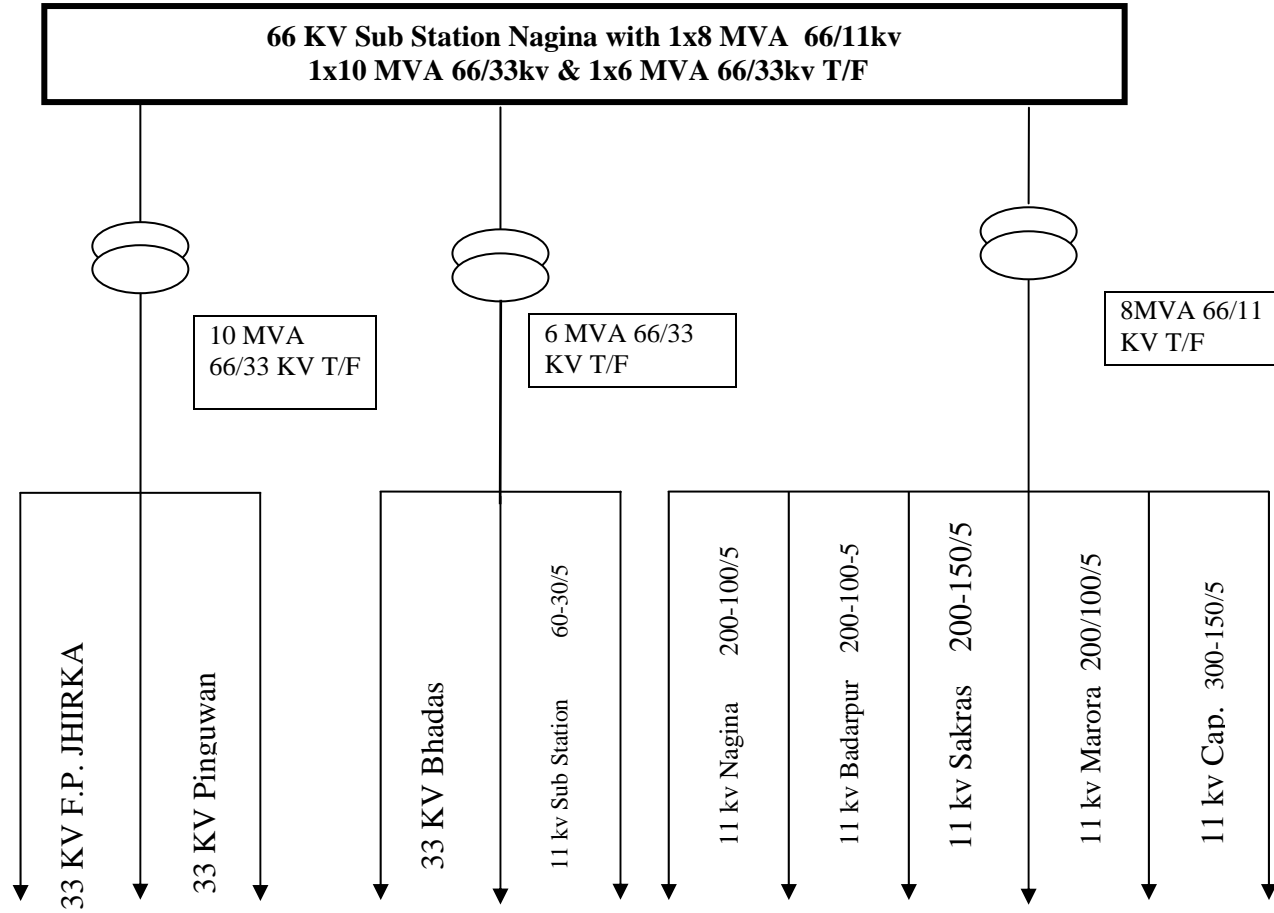 66 KV Sub Station Nagina with 1x8 MVA 66/11kv
1x10 MVA 66/33kv & 1x6 MVA 66/33kv T/F
10 MVA
66/33 KV T/F
6 MVA 66/33
KV T/F
8MVA 66/11
KV T/F
33 KV F.P. JHIRKA
33 KV Pinguwan
33 KV Bhadas
11 kv Sub Station 60-30/5
11 kv Nagina 200-100/5
11 kv Badarpur 200-100-5
11 kv Sakras 200-150/5
11 kv Marora 200/100/5
11 kv Cap. 300-150/5